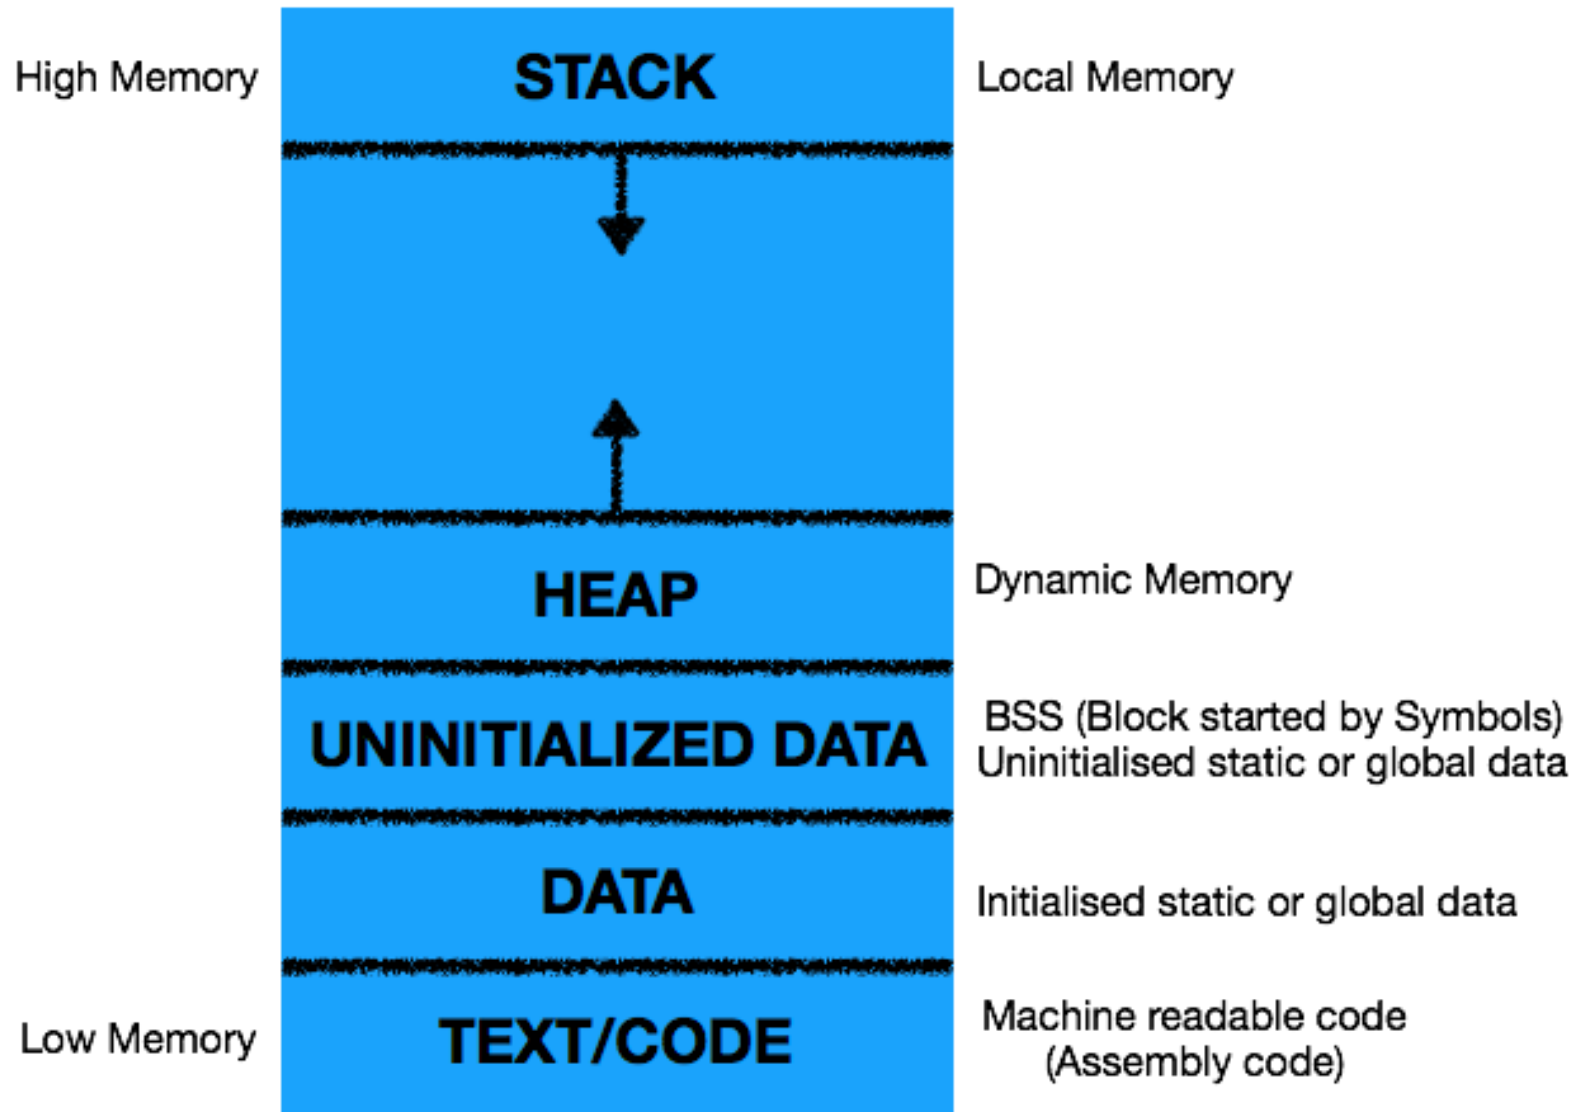 High Memory
STACK
Local Memory
HEAP
Dynamic Memory
UNINITIALIZED DATA
BSS (Block started by Symbols)
Uninitialised static or global data
DATA
Initialised static or global data
Low Memory
TEXT/CODE
Machine readable code
(Assembly code)